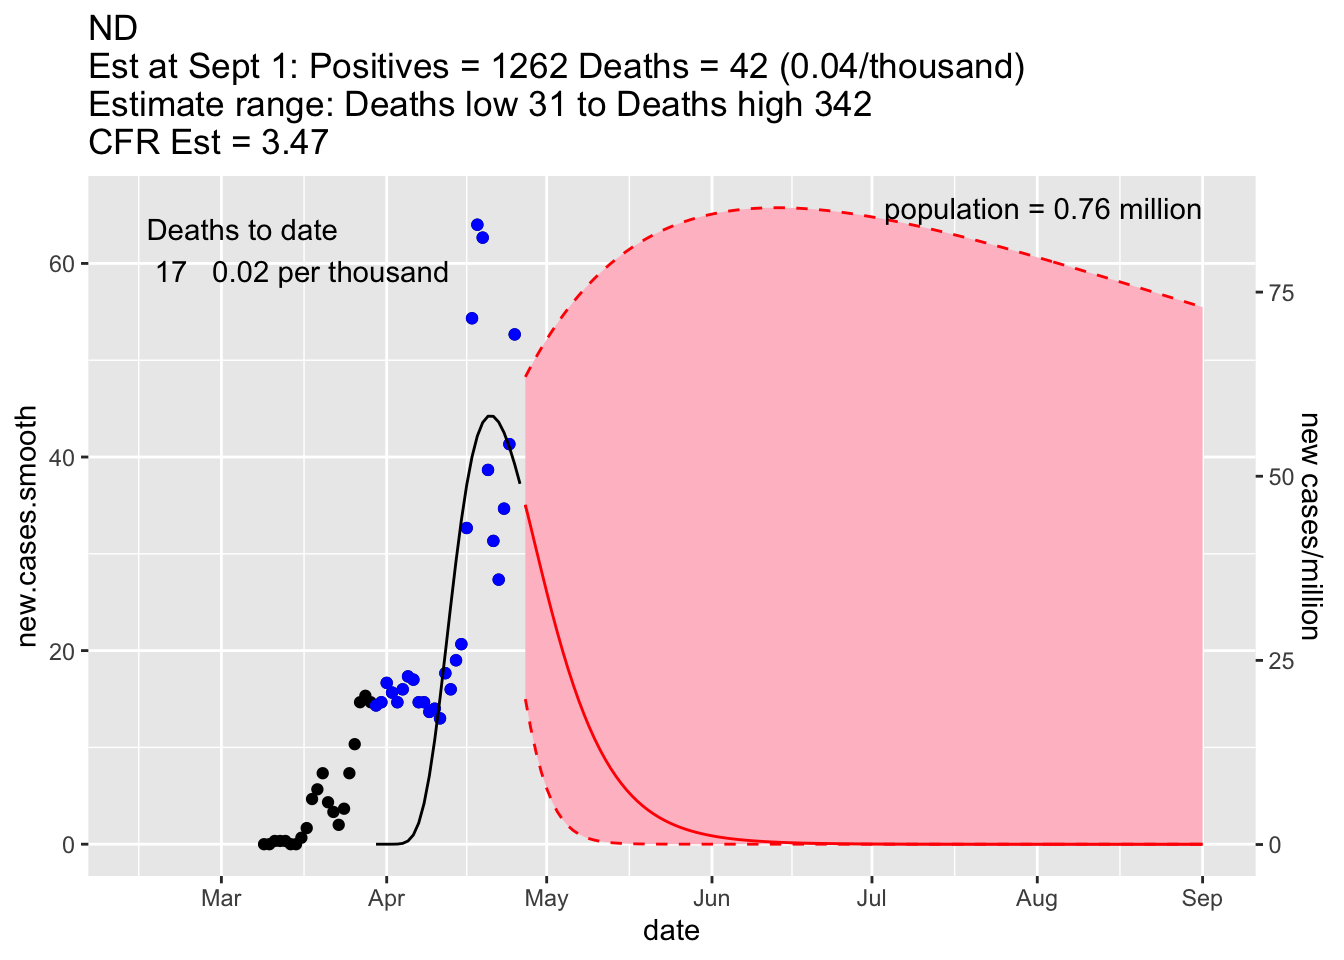 ND
Est at Sept 1: Positives = 1262 Deaths = 42 (0.04/thousand)
Estimate range: Deaths low 31 to Deaths high 342
CFR Est = 3.47
Deaths to date
17 0.02 per thousand
population = 0.76 million
60
40
20
0
new.cases.smooth
75
50
25
0
new cases/million
Mar Apr May Jun Jul Aug Sep
date